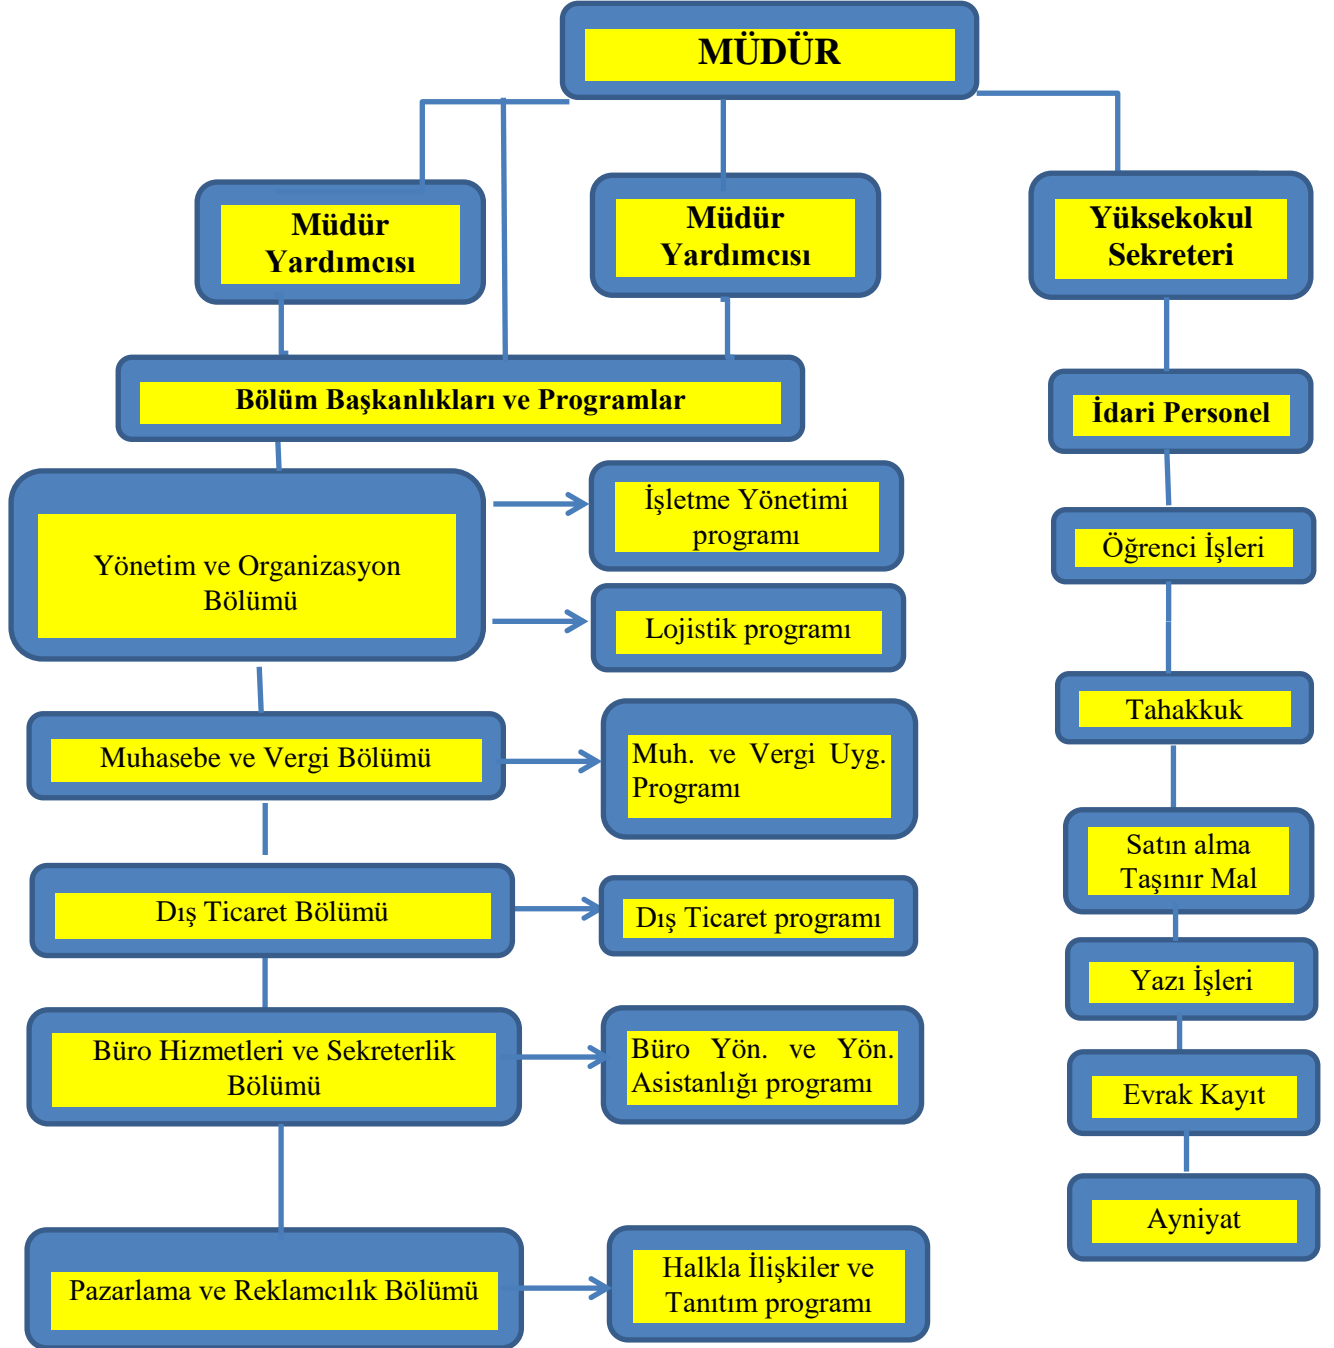 MÜDÜR
Müdür
Yardımcısı
Müdür
Yardımcısı
Yüksekokul
Sekreteri
Bölüm Başkanlıkları ve Programlar
İdari Personel
Yönetim ve Organizasyon
Bölümü
İşletme Yönetimi
programı
Lojistik programı
Öğrenci İşleri
Muhasebe ve Vergi Bölümü
Muh. ve Vergi Uyg.
Programı
Tahakkuk
Dış Ticaret Bölümü
Dış Ticaret programı
Satın alma
Taşınır Mal
Yazı İşleri
Büro Hizmetleri ve Sekreterlik
Bölümü
Büro Yön. ve Yön.
Asistanlığı programı
Evrak Kayıt
Ayniyat
Pazarlama ve Reklamcılık Bölümü
Halkla İlişkiler ve
Tanıtım programı